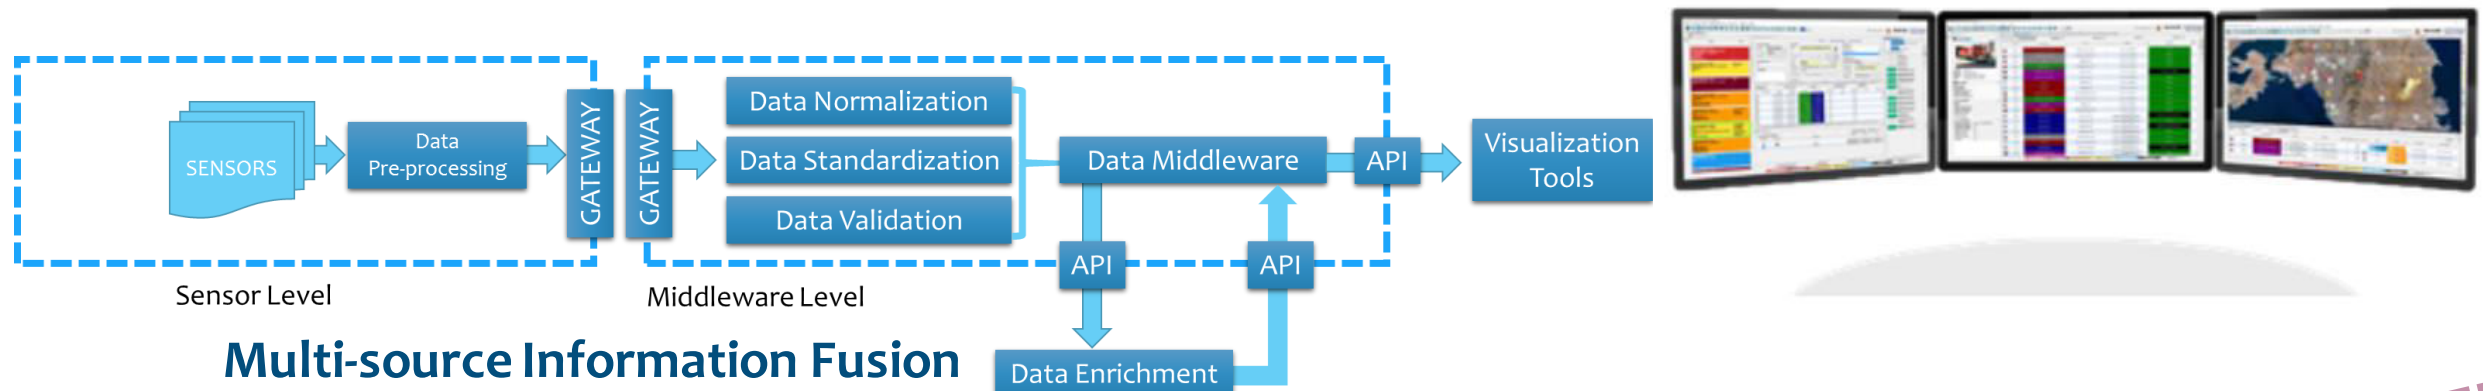 SENSORS
Data
Pre-processing
GATEWAY
GATEWAY
Data Normalization
Data Standardization
Data Validation
Data Middleware
API
Visualization
Tools
API
API
Sensor Level
Middleware Level
Multi-source Information Fusion
Data Enrichment